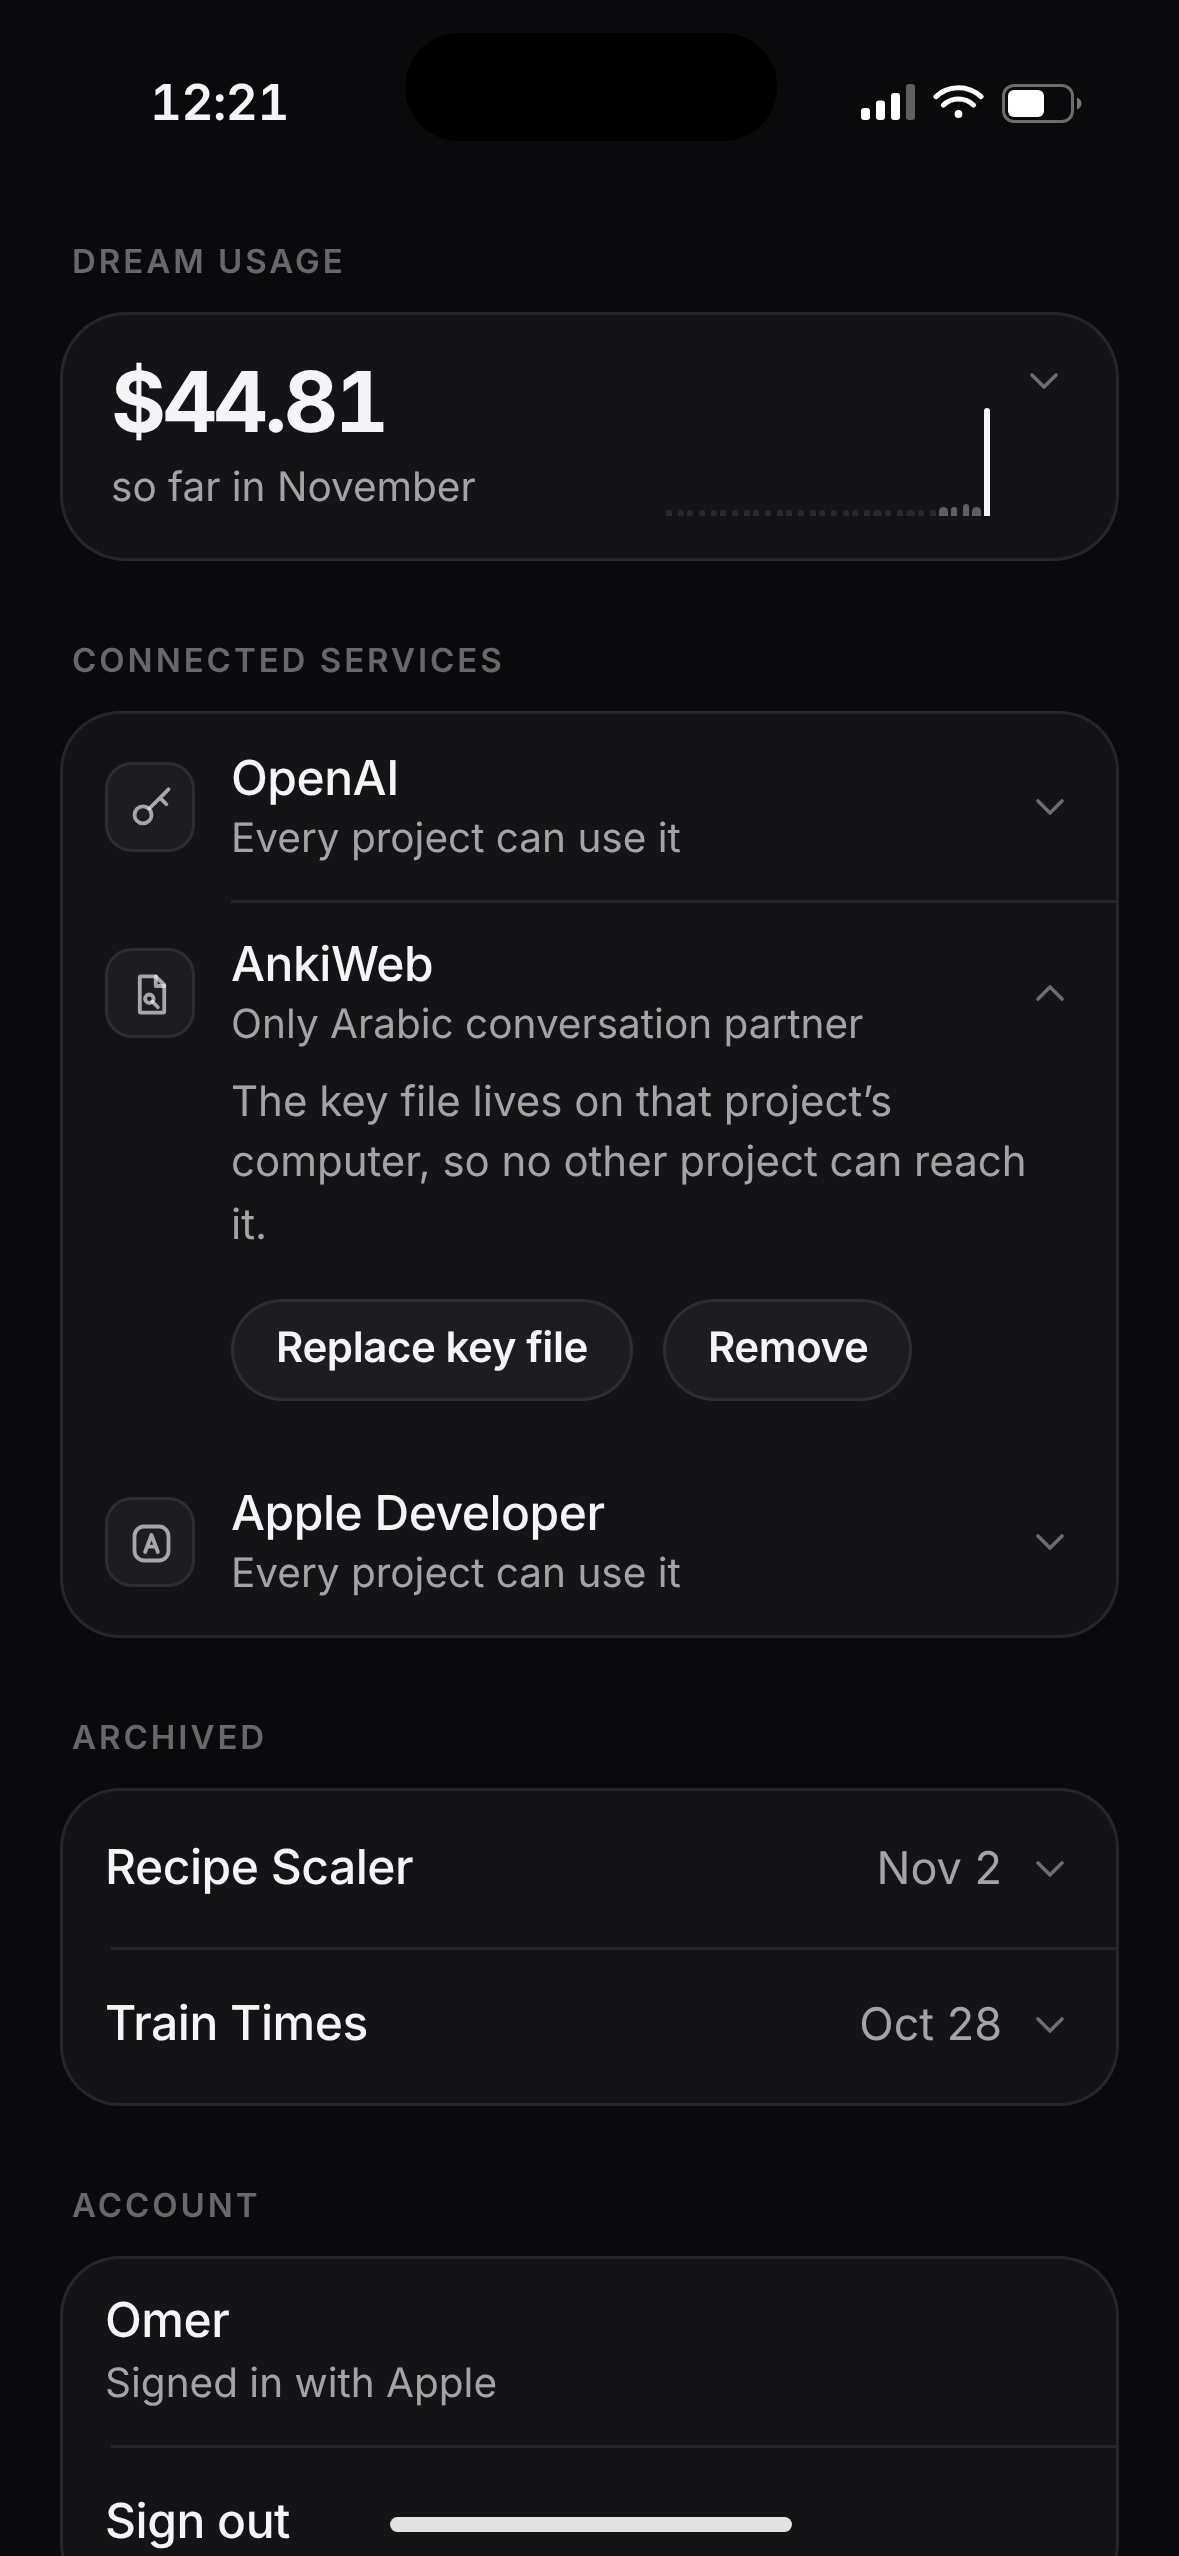 12:21
DREAM USAGE
$44.81
so far in November
CONNECTED SERVICES
OpenAI
Every project can use it
AnkiWeb
Only Arabic conversation partner
The key file lives on that project’s
computer, so no other project can reach
it.
Replace key file
Remove
A
Apple Developer
Every project can use it
ARCHIVED
Recipe Scaler
Nov 2
Train Times
Oct 28
ACCOUNT
Omer
Signed in with Apple
Sign out